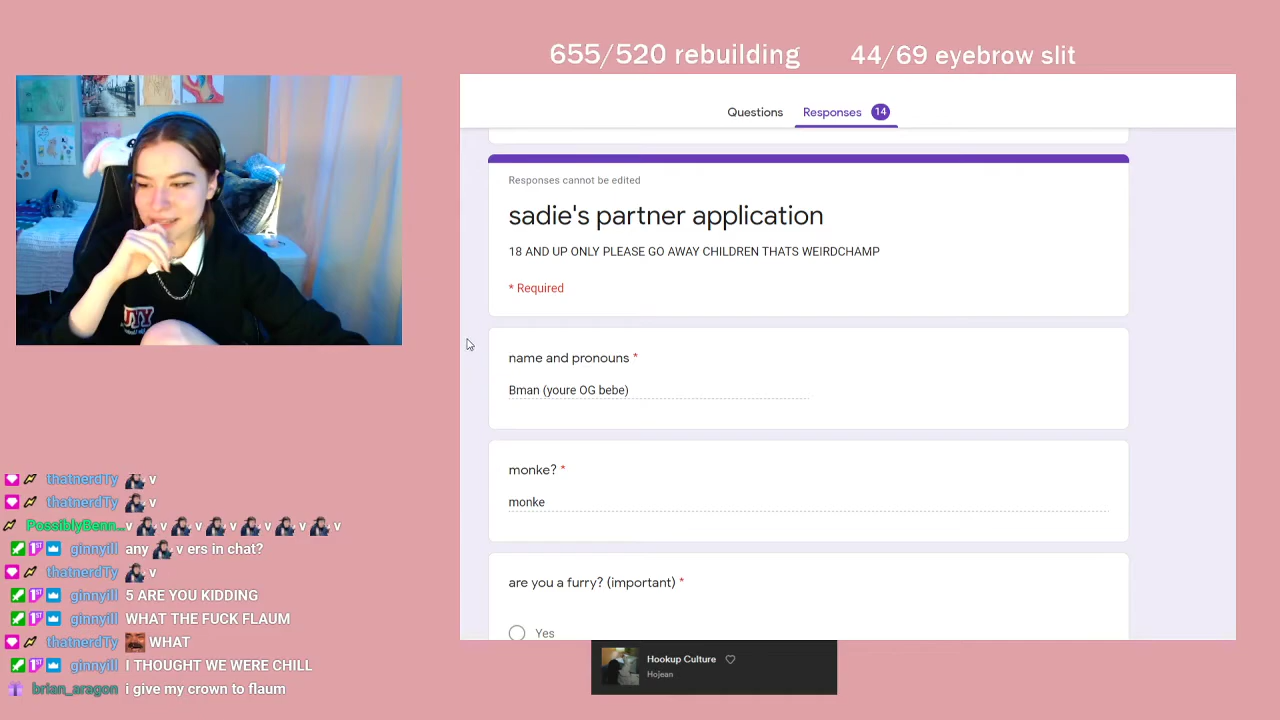 655/520 rebuilding
44/69 eyebrow slit
Questions
Responses 14
Responses cannot be edited
sadie's partner application
18 AND UP ONLY PLEASE GO AWAY CHILDREN THATS WEIRDCHAMP
* Required
name and pronouns *
Bman (youre OG bebe)
monke? *
monke
are you a furry? (important) *
Yes
thatnerdTy v
thatnerdTy v
PossiblyBenn... v v v v v v v
ginnyill any v ers in chat?
thatnerdTy v
ginnyill 5 ARE YOU KIDDING
ginnyill WHAT THE FUCK FLAUM
thatnerdTy WHAT
ginnyill I THOUGHT WE WERE CHILL
brian_aragon i give my crown to flaum
Hookup Culture
Hojean